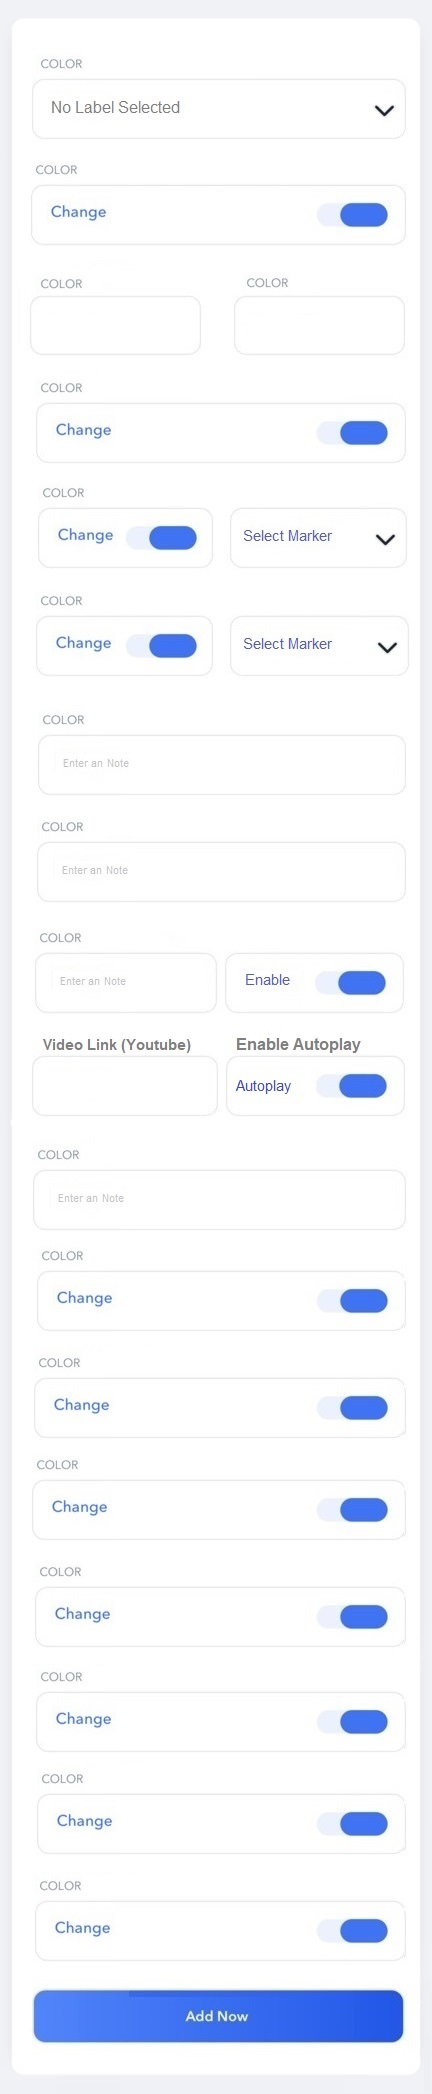 COLOR
No Label Selected
COLOR
Change
COLOR COLOR
COLOR
Change
COLOR
Change Select Marker
COLOR
Change Select Marker
COLOR
Enter an Note
COLOR
Enter an Note
COLOR
Enter an Note Enable
Video Link (Youtube) Enable Autoplay
Autoplay
COLOR
Enter an Note
COLOR
Change
COLOR
Change
COLOR
Change
COLOR
Change
COLOR
Change
COLOR
Change
COLOR
Change
Add Now